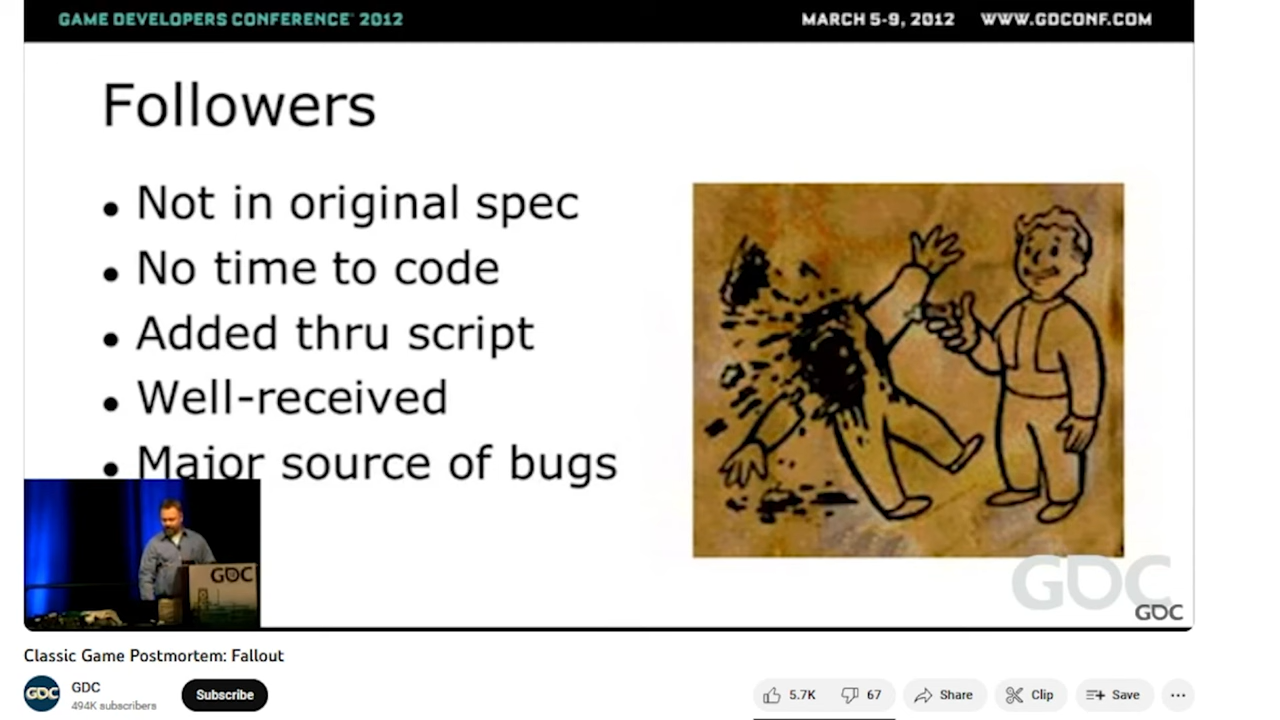 GAME DEVELOPERS CONFERENCE® 2012
MARCH 5-9, 2012 WWW.GDCONF.COM
Followers
• Not in original spec
• No time to code
• Added thru script
• Well-received
• Major source of bugs
GDC
GDC
GDC
Classic Game Postmortem: Fallout
GDC
GDC
494K subscribers
Subscribe
5.7K
67
Share
Clip
Save